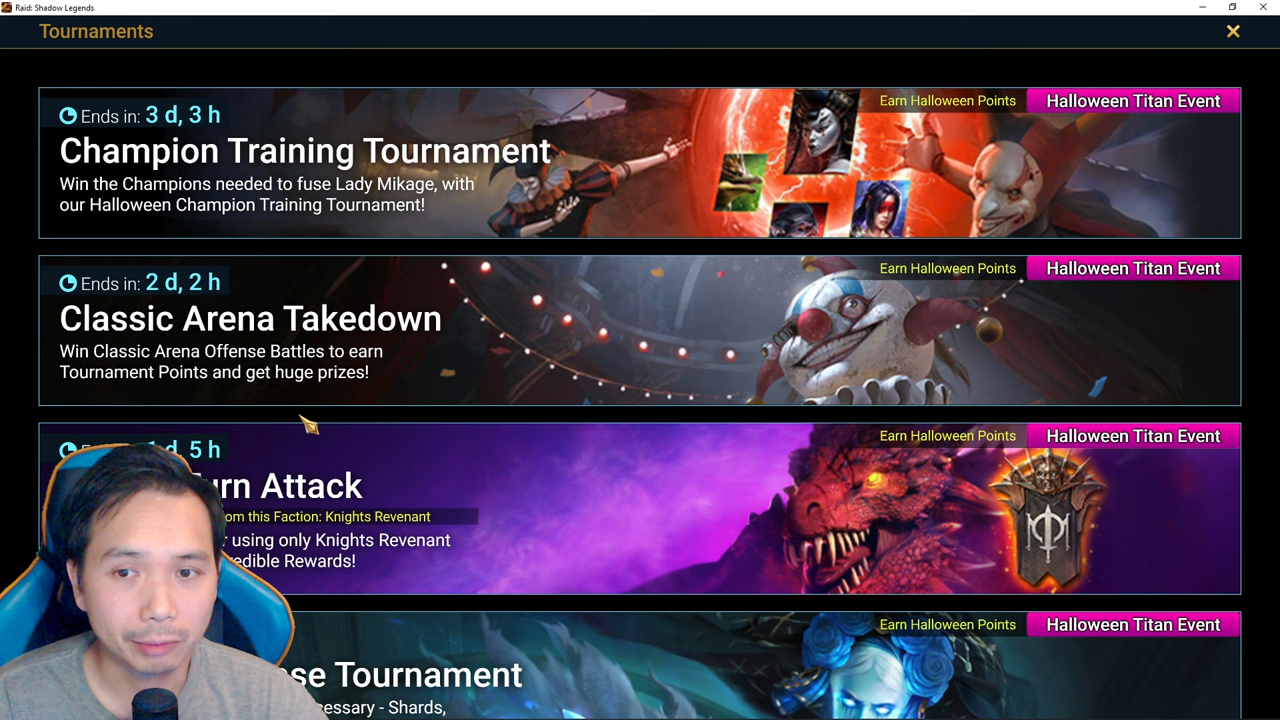 Raid: Shadow Legends
Tournaments
Ends in: 3 d, 3 h
Earn Halloween Points
Halloween Titan Event
Champion Training Tournament
Win the Champions needed to fuse Lady Mikage, with
our Halloween Champion Training Tournament!
Ends in: 2 d, 2 h
Earn Halloween Points
Halloween Titan Event
Classic Arena Takedown
Win Classic Arena Offense Battles to earn
Tournament Points and get huge prizes!
d, 5 h
Earn Halloween Points
Halloween Titan Event
urn Attack
om this Faction: Knights Revenant
using only Knights Revenant
edible Rewards!
Earn Halloween Points
Halloween Titan Event
se Tournament
essary - Shards,